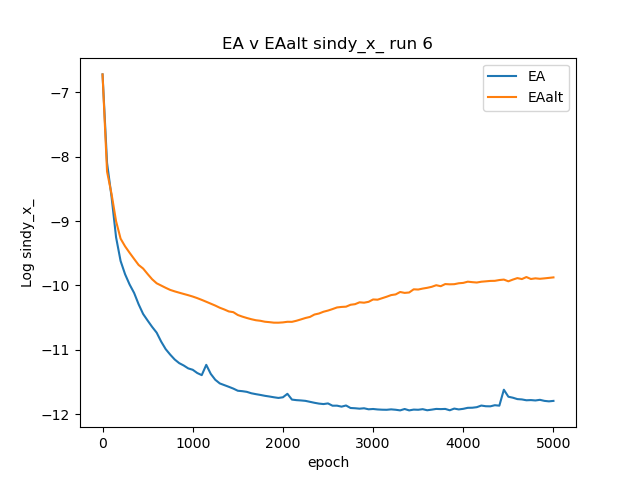 EA v EAalt sindy_x_ run 6
EA
EAalt
Log sindy_x_
−7
−8
−9
−10
−11
−12
0 1000 2000 3000 4000 5000
epoch